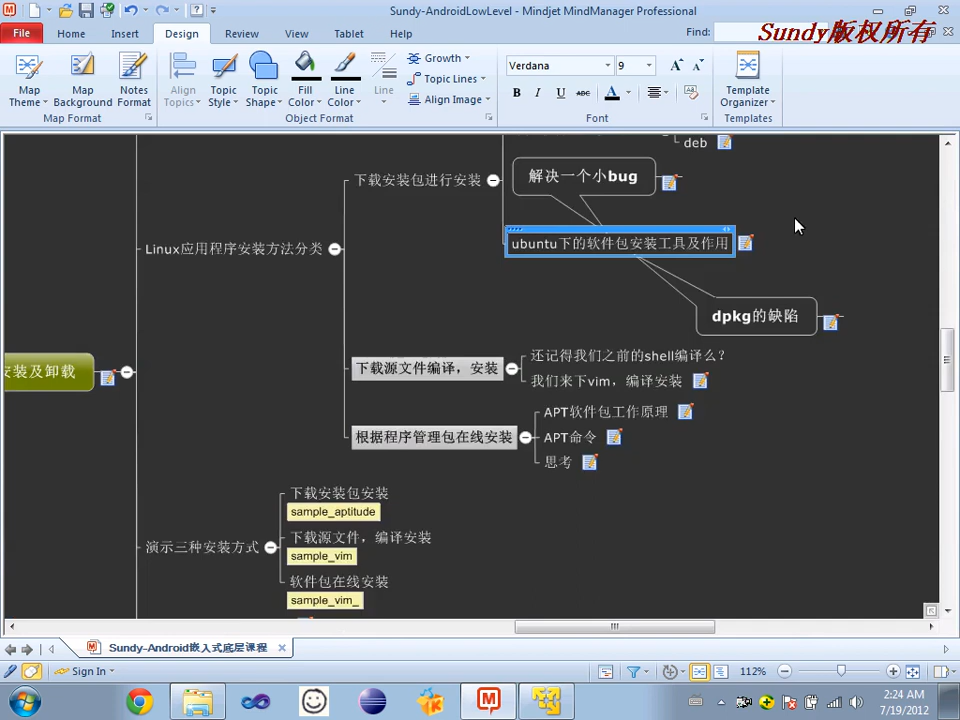 Sundy-AndroidLowLevel - Mindjet MindManager Professional
File
Home
Insert
Design
Review
View
Tablet
Help
Find:
Sundy版权所有
Map Theme
Map Background
Notes Format
Align Topics
Topic Style
Topic Shape
Fill Color
Line Color
Line
Growth
Topic Lines
Align Image
Verdana
9
B
I
U
ABC
A
Template Organizer
Map Format
Object Format
Font
Templates
deb
解决一个小bug
下载安装包进行安装
ubuntu下的软件包安装工具及作用
Linux应用程序安装方法分类
dpkg的缺陷
还记得我们之前的shell编译么?
下载源文件编译，安装
安装及卸载
我们来下vim，编译安装
APT软件包工作原理
根据程序管理包在线安装
APT命令
思考
下载安装包安装
sample_aptitude
下载源文件，编译安装
演示三种安装方式
sample_vim
软件包在线安装
sample_vim_
Sundy-Android嵌入式底层课程
Sign In
112%
2:24 AM
7/19/2012